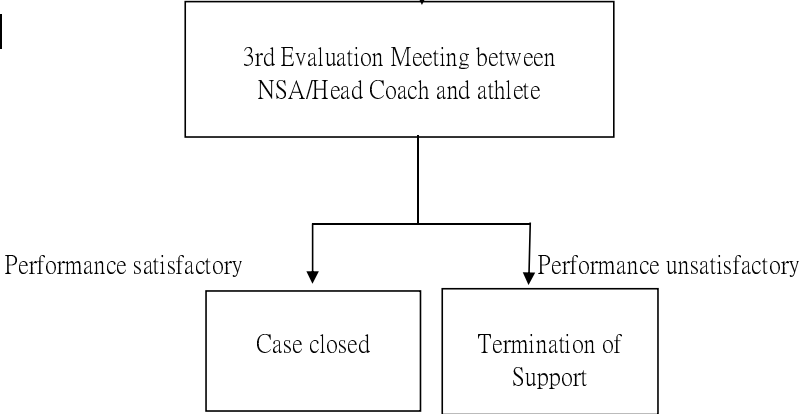 3rd Evaluation Meeting between
NSA/Head Coach and athlete
Performance satisfactory
Performance unsatisfactory
Case closed
Termination of
Support